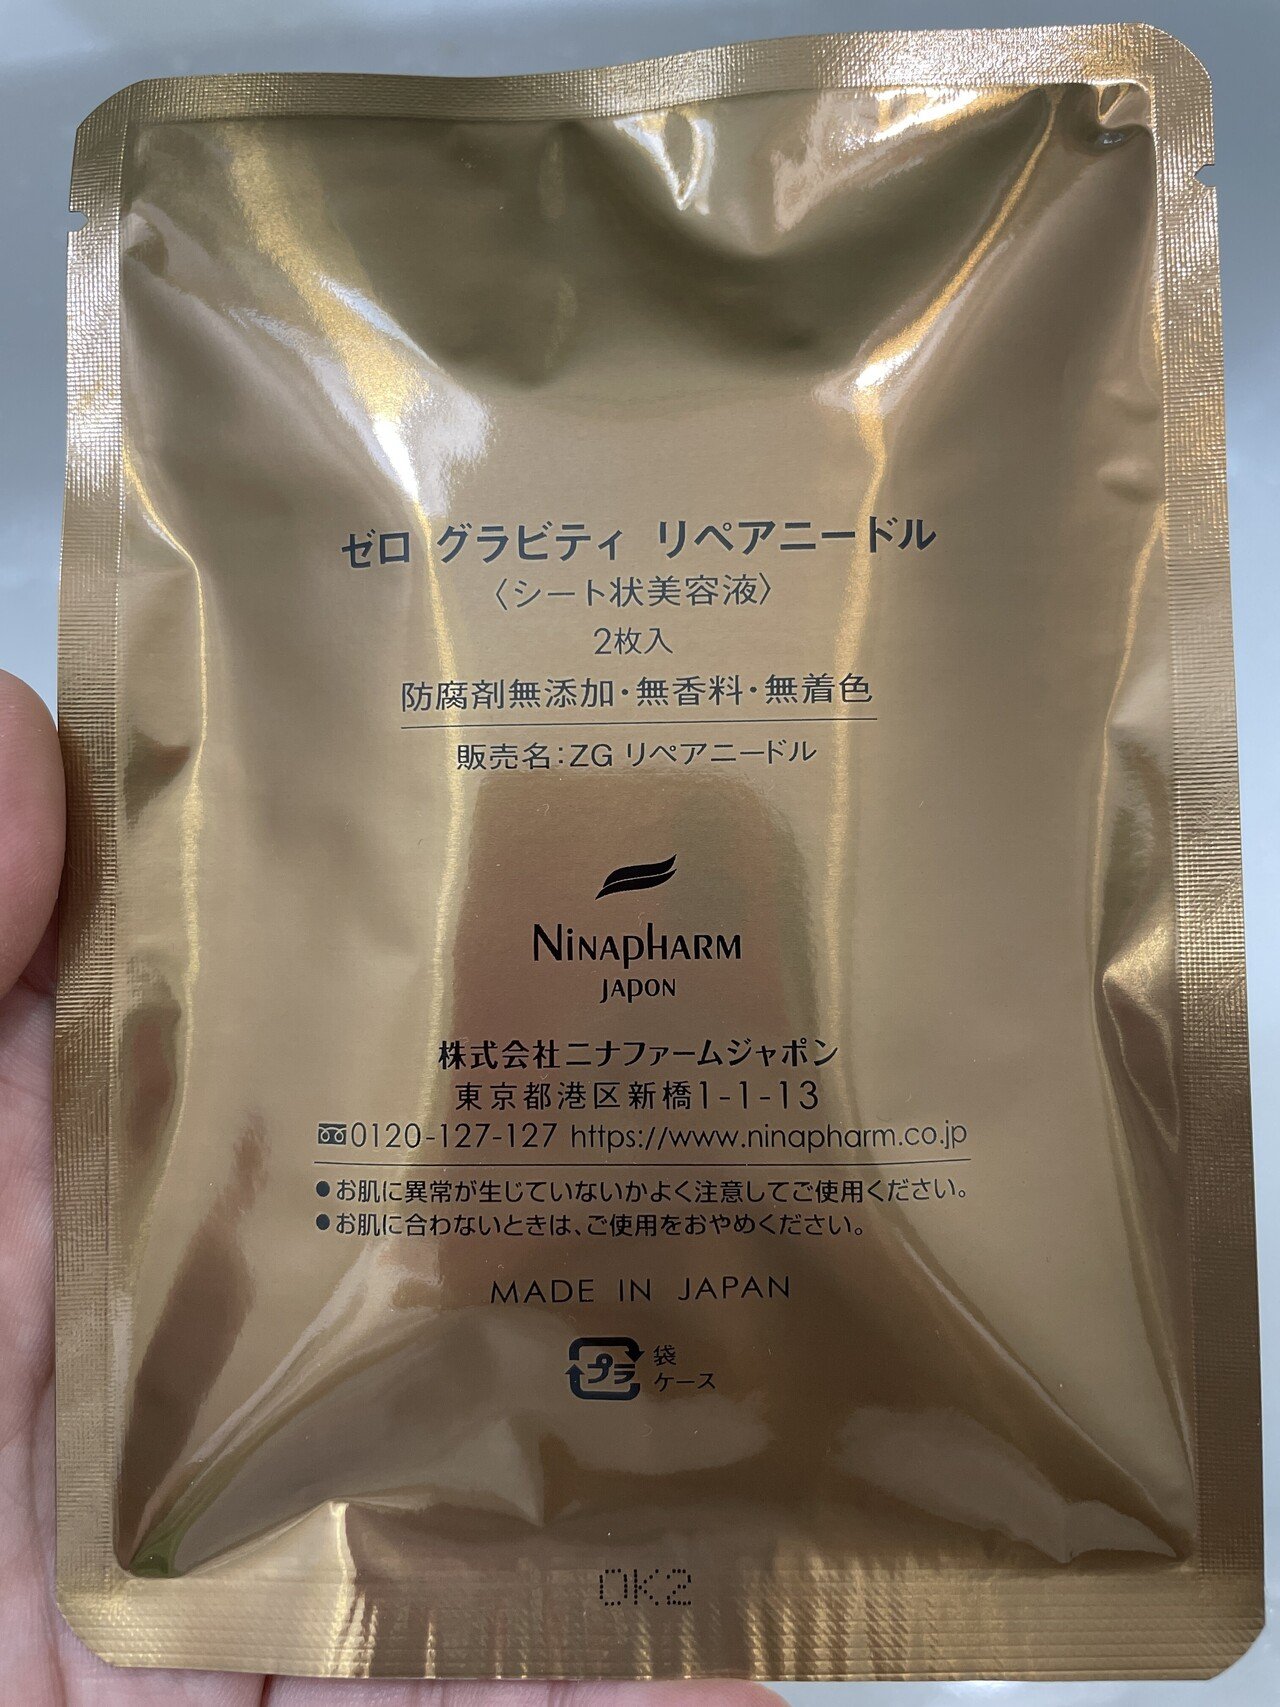 ゼロ グラビティ リペアニードル
〈シート状美容液〉
2枚入
防腐剤無添加・無香料・無着色
販売名：ZG リペアニードル
NINAPHARM
JAPON
株式会社ニナファームジャポン
東京都港区新橋1-1-13
0120-127-127 https://www.ninapharm.co.jp
●お肌に異常が生じていないかよく注意してご使用ください。
●お肌に合わないときは、ご使用をおやめください。
MADE IN JAPAN
プラ 袋
ケース
OK2